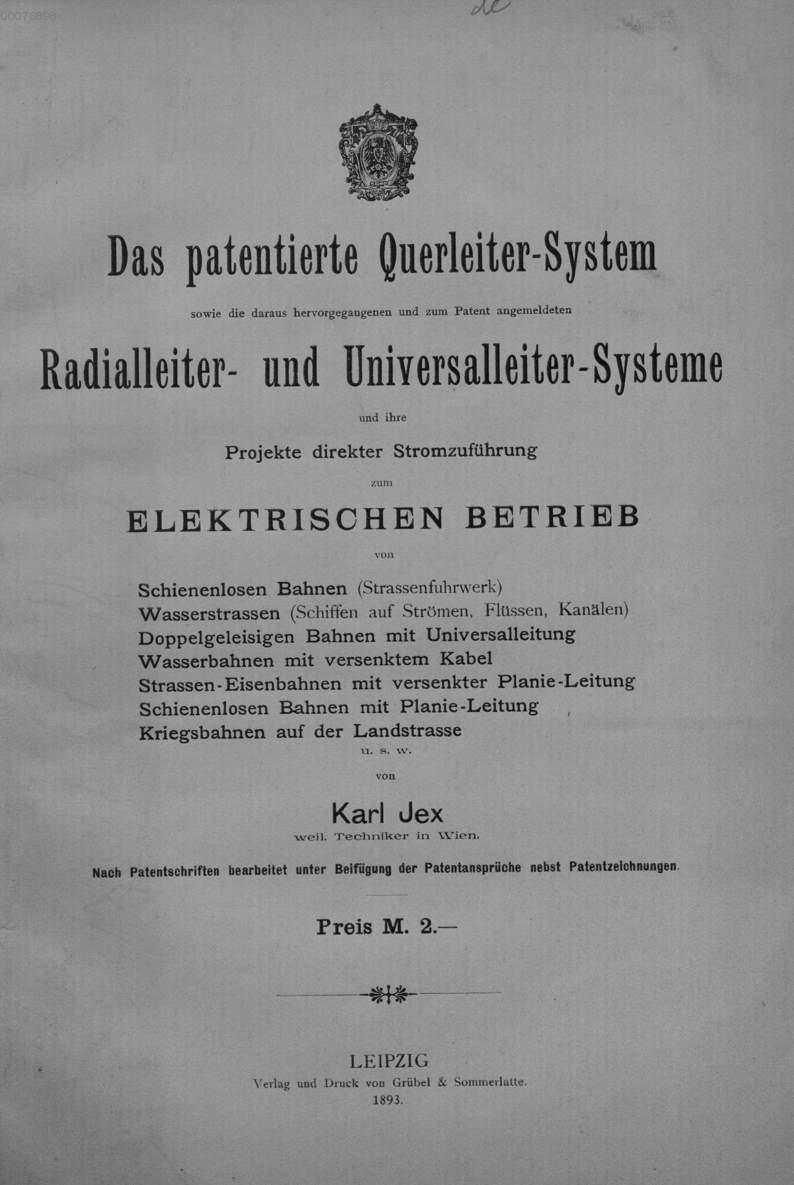 00076896
de
Das patentierte Querleiter-System
sowie die daraus hervorgegangenen und zum Patent angemeldeten
Radialleiter- und Universalleiter-Systeme
und ihre
Projekte direkter Stromzuführung
zum
ELEKTRISCHEN BETRIEB
von
Schienenlosen Bahnen (Strassenfuhrwerk)
Wasserstrassen (Schiffen auf Strömen, Flüssen, Kanälen)
Doppelgeleisigen Bahnen mit Universalleitung
Wasserbahnen mit versenktem Kabel
Strassen-Eisenbahnen mit versenkter Planie-Leitung
Schienenlosen Bahnen mit Planie-Leitung
Kriegsbahnen auf der Landstrasse
u. s. w.
von
Karl Jex
weil. Techniker in Wien.
Nach Patentschriften bearbeitet unter Beifügung der Patentansprüche nebst Patentzeichnungen.
Preis M. 2.—
LEIPZIG
Verlag und Druck von Grübel & Sommerlatte.
1893.